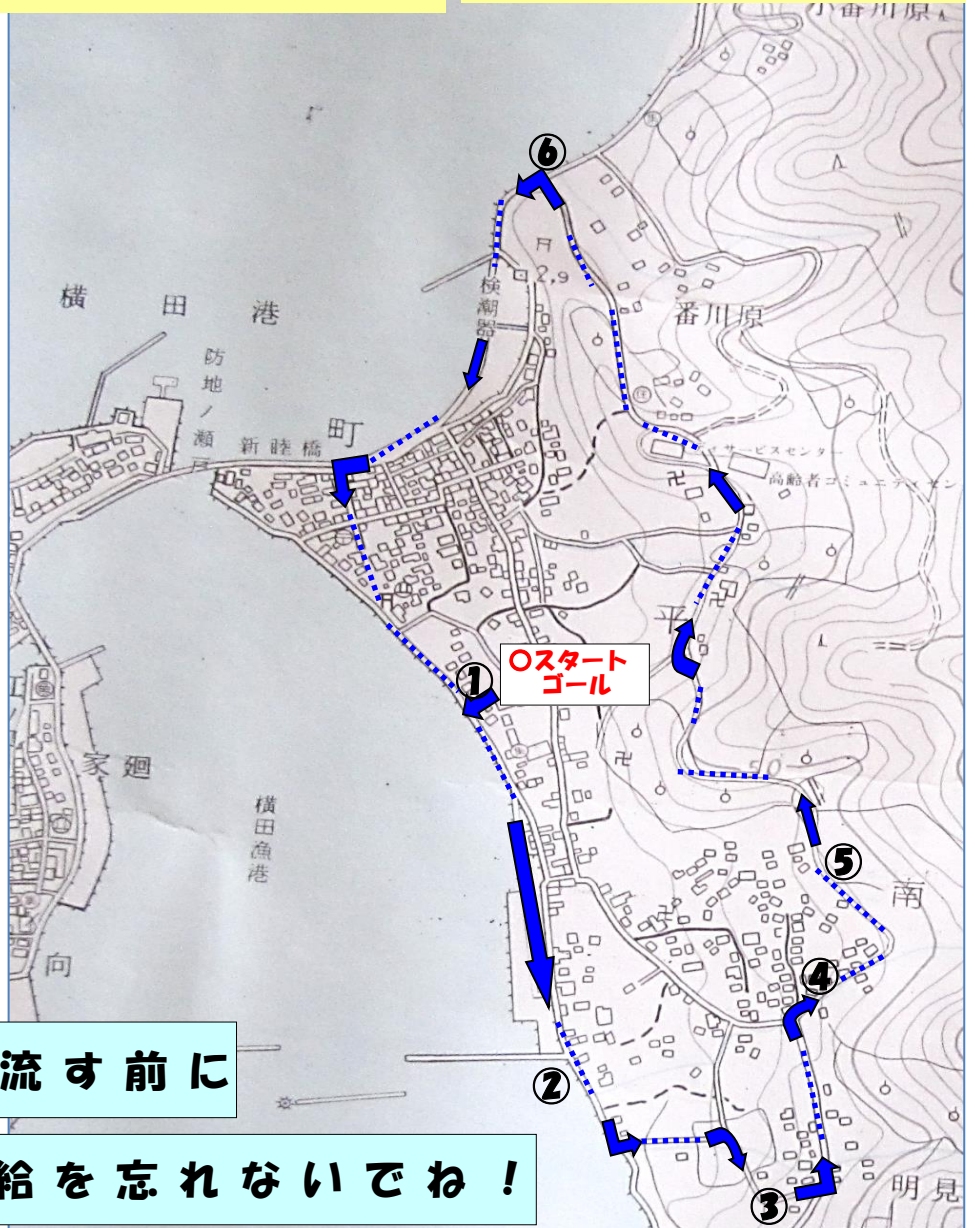 小番川原
⑥
2,9
検潮器
横田港
番川原
防地ノ瀬戸
町
新睦橋
デイサービスセンター
高齢者コミュニティセン
平
①
〇スタート
ゴール
家廻
横田漁港
⑤
南
向
④
流す前に
②
給を忘れないでね！
③
明見